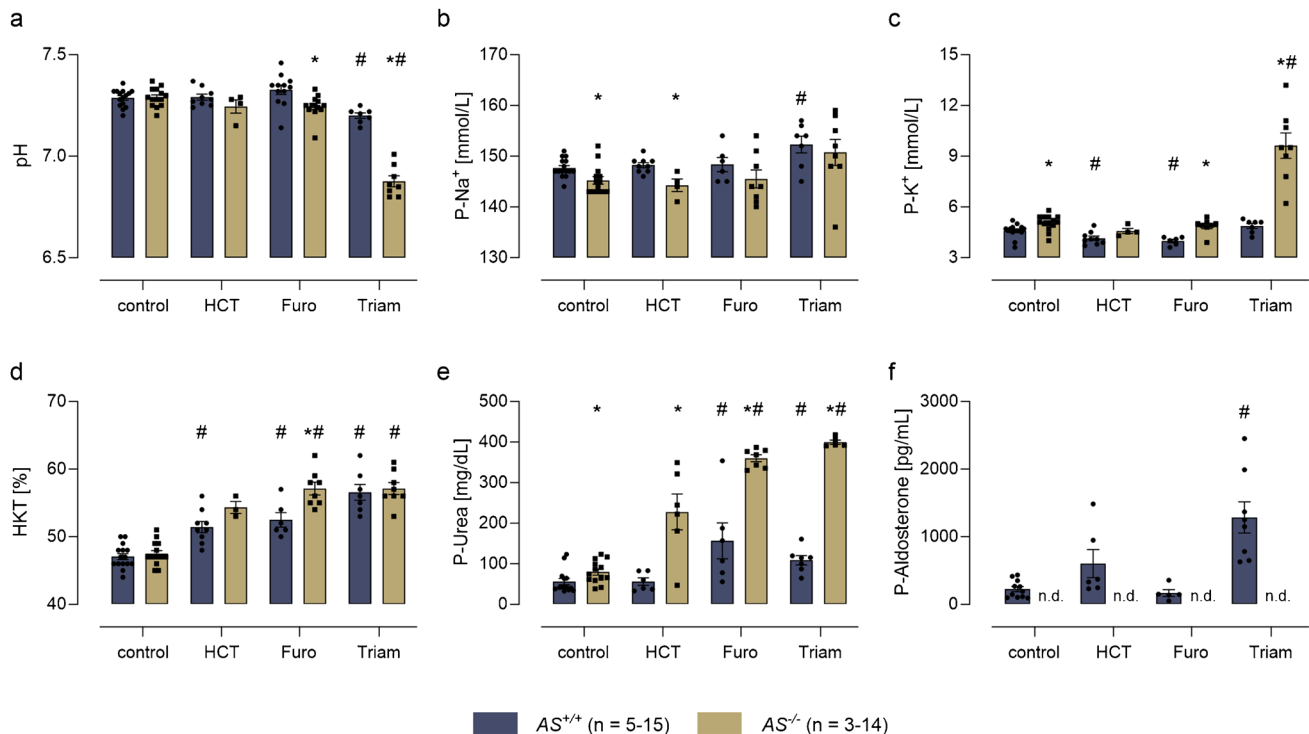 a
pH
7.5
7.0
6.5
* # *#
control HCT Furo Triam
b
P-Na⁺ [mmol/L]
170
160
150
140
130
* * #
control HCT Furo Triam
c
P-K⁺ [mmol/L]
15
12
9
6
3
* # # * *#
control HCT Furo Triam
d
HKT [%]
70
60
50
40
# # *# # #
control HCT Furo Triam
e
P-Urea [mg/dL]
500
400
300
200
100
0
* * # *# # *#
control HCT Furo Triam
f
P-Aldosterone [pg/mL]
3000
2000
1000
0
#
n.d. n.d. n.d. n.d.
control HCT Furo Triam
AS⁺/⁺ (n = 5-15) AS⁻/⁻ (n = 3-14)